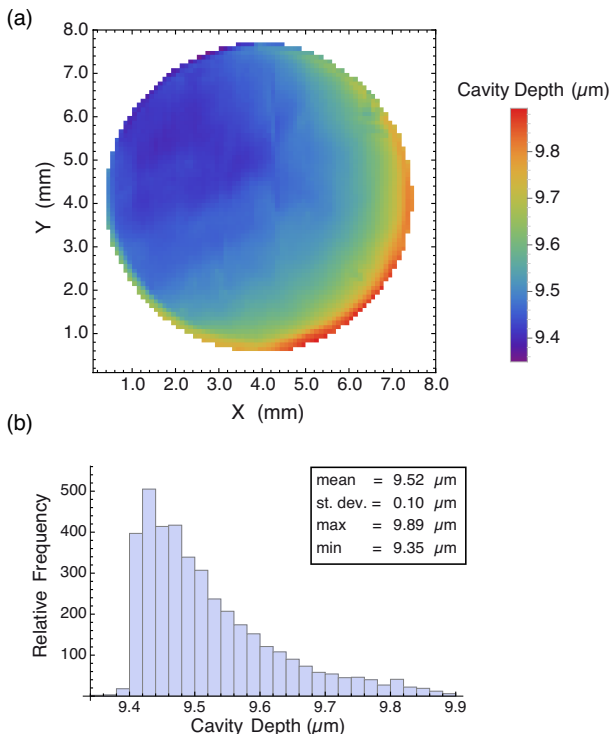 (a)
8.0
7.0
6.0
5.0
4.0
3.0
2.0
1.0
Y (mm)
1.0 2.0 3.0 4.0 5.0 6.0 7.0 8.0
X (mm)
Cavity Depth (µm)
9.8
9.7
9.6
9.5
9.4
(b)
mean = 9.52 µm
st. dev. = 0.10 µm
max = 9.89 µm
min = 9.35 µm
500
400
300
200
100
Relative Frequency
9.4 9.5 9.6 9.7 9.8 9.9
Cavity Depth (µm)